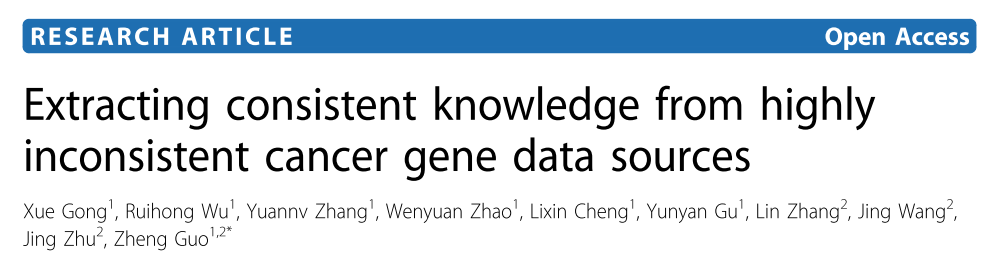 RESEARCH ARTICLE Open Access
Extracting consistent knowledge from highly
inconsistent cancer gene data sources
Xue Gong1, Ruihong Wu1, Yuannv Zhang1, Wenyuan Zhao1, Lixin Cheng1, Yunyan Gu1, Lin Zhang2, Jing Wang2,
Jing Zhu2, Zheng Guo1,2*